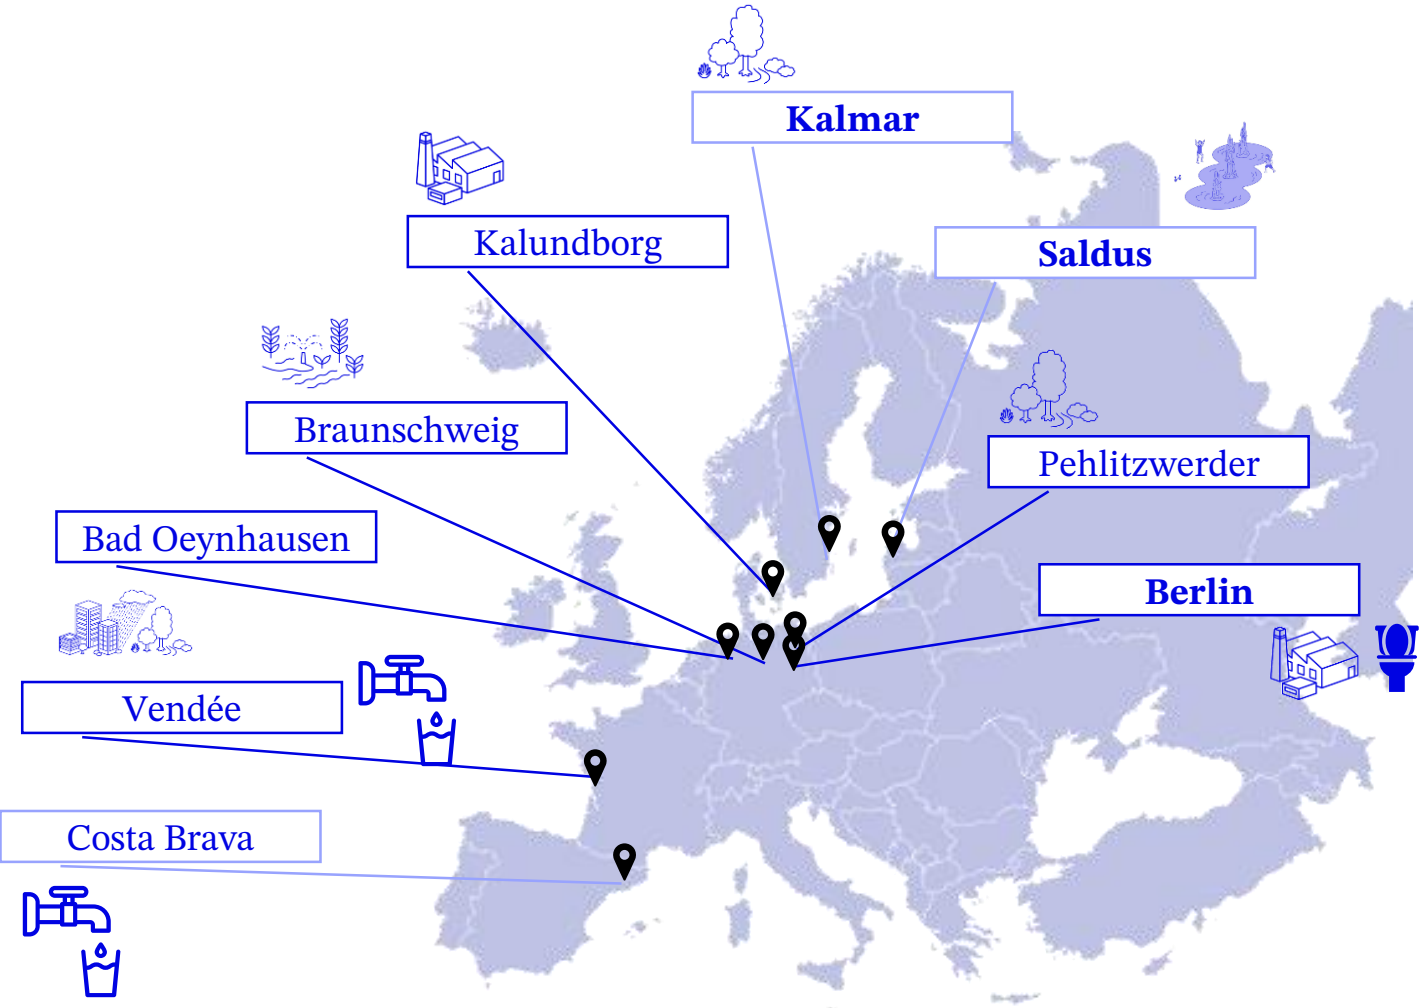 Kalmar
Kalundborg
Saldus
Braunschweig
Pehlitzwerder
Bad Oeynhausen
Berlin
Vendée
Costa Brava